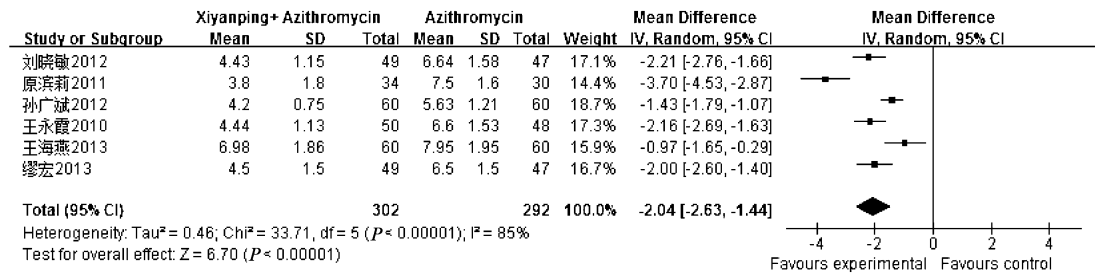 Xiyanping+ Azithromycin Azithromycin Mean Difference Mean Difference
Study or Subgroup Mean SD Total Mean SD Total Weight IV, Random, 95% CI IV, Random, 95% CI
刘晓敏2012 4.43 1.15 49 6.64 1.58 47 17.1% -2.21 [-2.76, -1.66]
原滨莉2011 3.8 1.8 34 7.5 1.6 30 14.4% -3.70 [-4.53, -2.87]
孙广斌2012 4.2 0.75 60 5.63 1.21 60 18.7% -1.43 [-1.79, -1.07]
王永霞2010 4.44 1.13 50 6.6 1.53 48 17.3% -2.16 [-2.69, -1.63]
王海燕2013 6.98 1.86 60 7.95 1.95 60 15.9% -0.97 [-1.65, -0.29]
缪宏2013 4.5 1.5 49 6.5 1.5 47 16.7% -2.00 [-2.60, -1.40]
Total (95% CI) 302 292 100.0% -2.04 [-2.63, -1.44]
Heterogeneity: Tau² = 0.46; Chi² = 33.71, df = 5 (P < 0.00001); I² = 85%
Test for overall effect: Z = 6.70 (P < 0.00001)
-4 -2 0 2 4
Favours experimental Favours control